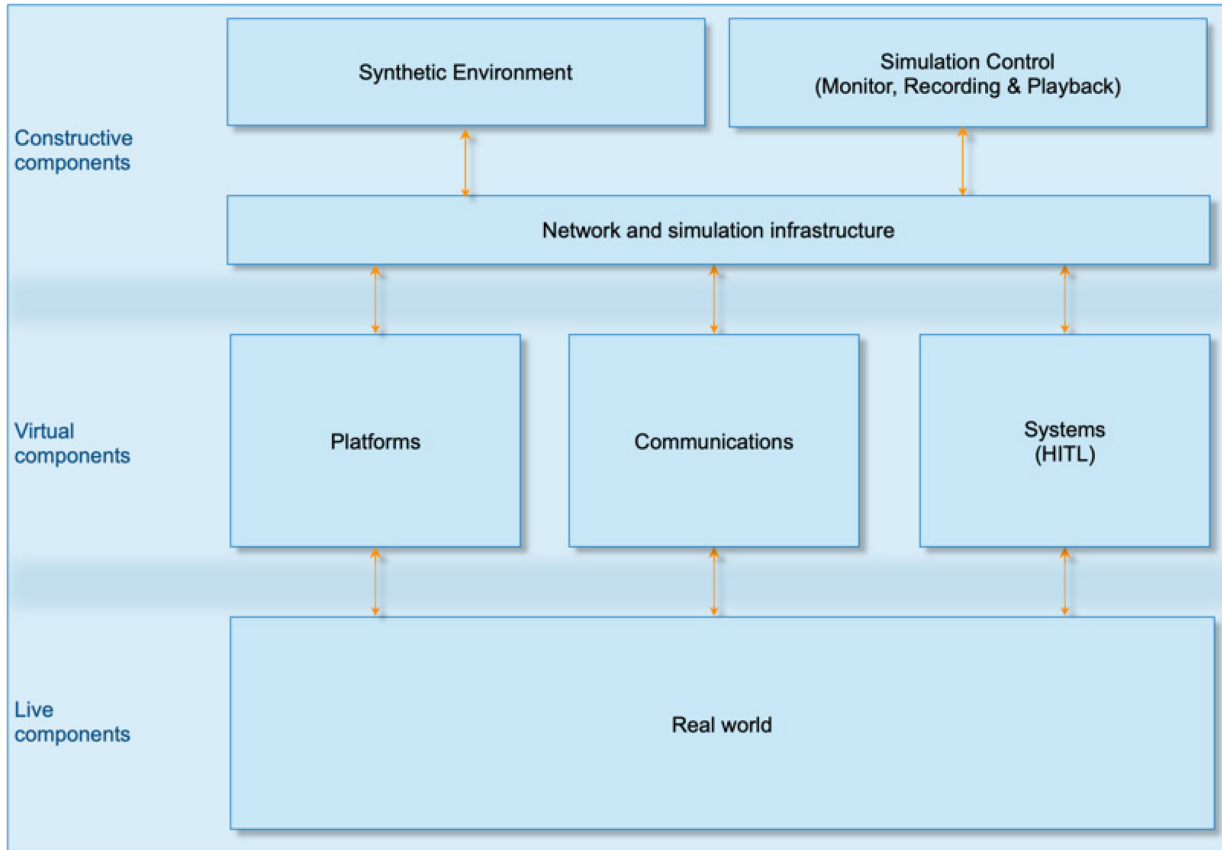 Synthetic Environment
Simulation Control
(Monitor, Recording & Playback)
Constructive
components
Network and simulation infrastructure
Virtual
components
Platforms
Communications
Systems
(HITL)
Live
components
Real world